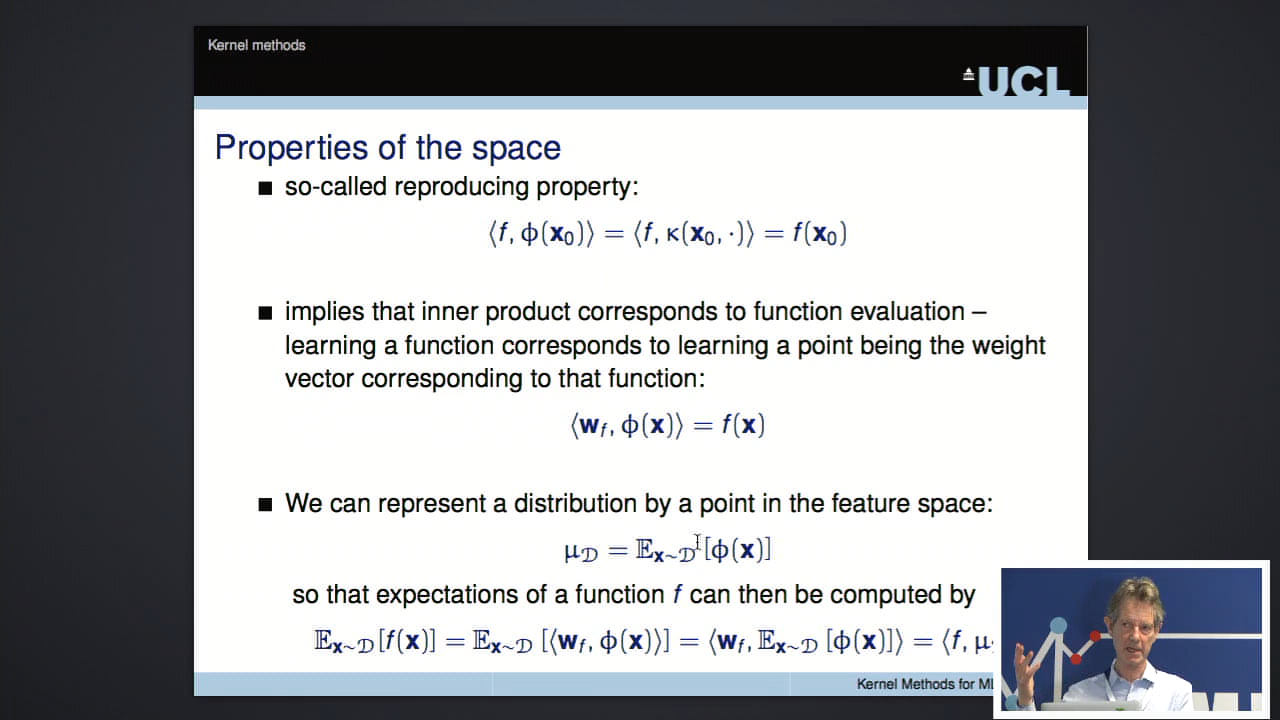 Kernel methods
UCL
Properties of the space
■ so-called reproducing property:
⟨f, ϕ(x₀)⟩ = ⟨f, κ(x₀, ·)⟩ = f(x₀)
■ implies that inner product corresponds to function evaluation –
learning a function corresponds to learning a point being the weight
vector corresponding to that function:
⟨w_f, ϕ(x)⟩ = f(x)
■ We can represent a distribution by a point in the feature space:
μ_𝒟 = 𝔼_{x∼𝒟}[ϕ(x)]
so that expectations of a function f can then be computed by
𝔼_{x∼𝒟}[f(x)] = 𝔼_{x∼𝒟} [⟨w_f, ϕ(x)⟩] = ⟨w_f, 𝔼_{x∼𝒟} [ϕ(x)]⟩ = ⟨f, μ
Kernel Methods for ML